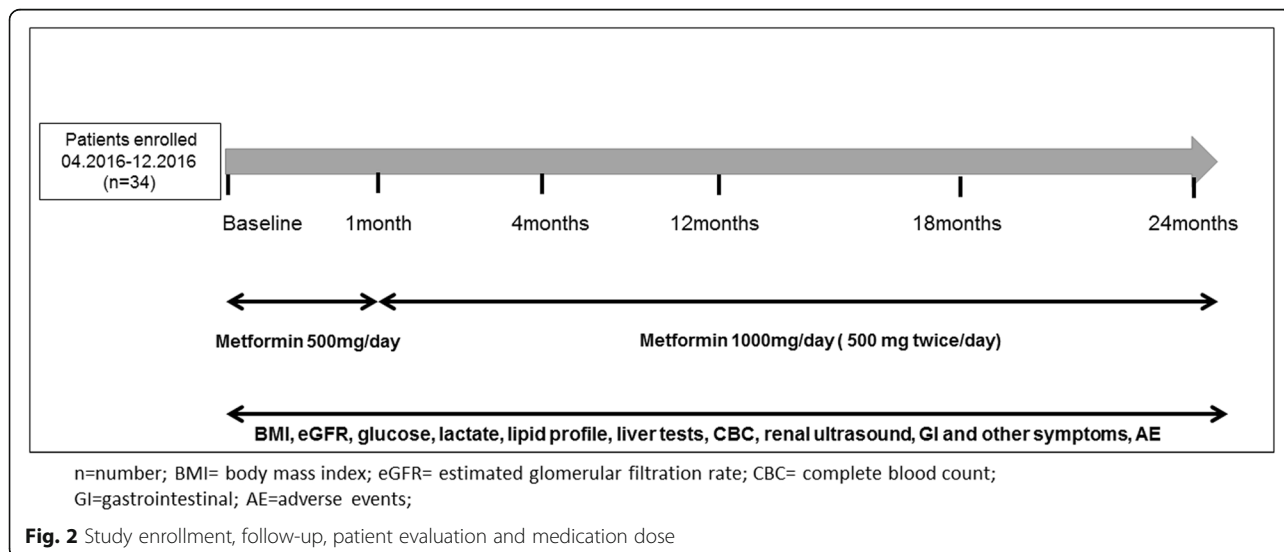 Patients enrolled
04.2016-12.2016
(n=34)
Baseline 1month 4months 12months 18months 24months
Metformin 500mg/day Metformin 1000mg/day ( 500 mg twice/day)
BMI, eGFR, glucose, lactate, lipid profile, liver tests, CBC, renal ultrasound, GI and other symptoms, AE
n=number; BMI= body mass index; eGFR= estimated glomerular filtration rate; CBC= complete blood count;
GI=gastrointestinal; AE=adverse events;
Fig. 2 Study enrollment, follow-up, patient evaluation and medication dose